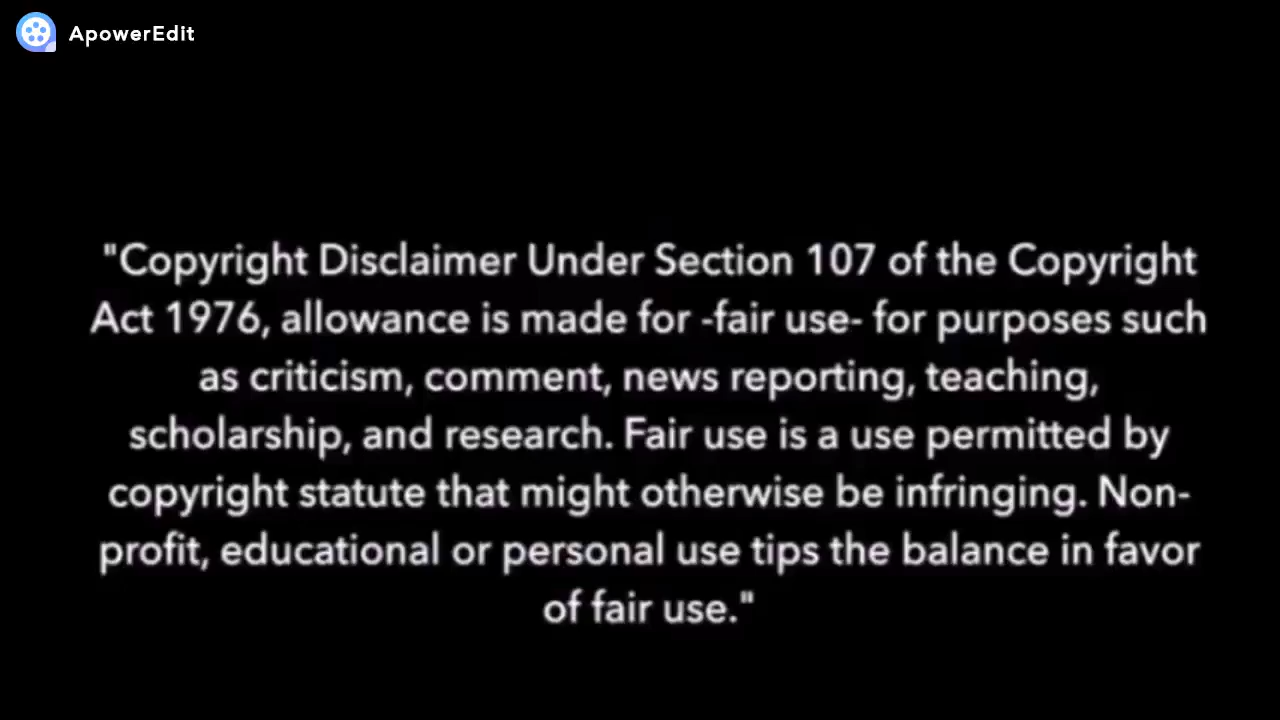 ApowerEdit
"Copyright Disclaimer Under Section 107 of the Copyright
Act 1976, allowance is made for -fair use- for purposes such
as criticism, comment, news reporting, teaching,
scholarship, and research. Fair use is a use permitted by
copyright statute that might otherwise be infringing. Non-
profit, educational or personal use tips the balance in favor
of fair use."